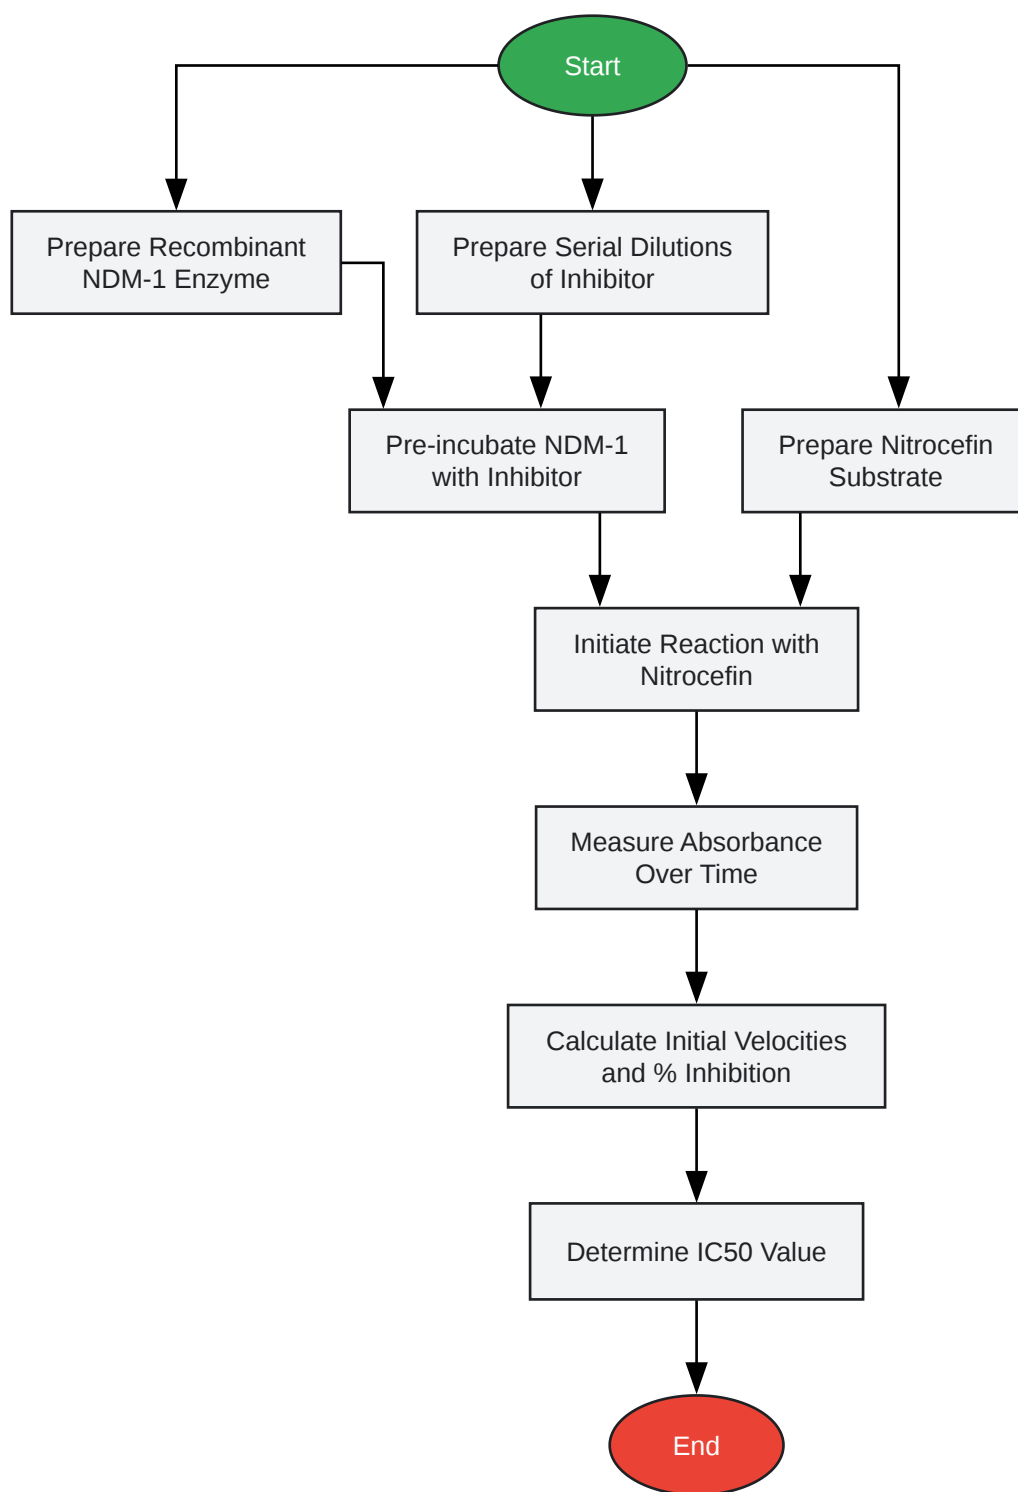 Start
Prepare Recombinant
NDM-1 Enzyme
Prepare Serial Dilutions
of Inhibitor
Pre-incubate NDM-1
with Inhibitor
Prepare Nitrocefin
Substrate
Initiate Reaction with
Nitrocefin
Measure Absorbance
Over Time
Calculate Initial Velocities
and % Inhibition
Determine IC50 Value
End